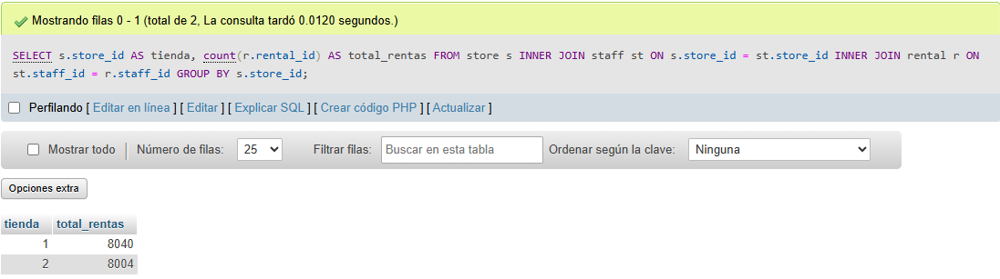 Mostrando filas 0 - 1 (total de 2, La consulta tardó 0.0120 segundos.)
SELECT s.store_id AS tienda, count(r.rental_id) AS total_rentas FROM store s INNER JOIN staff st ON s.store_id = st.store_id INNER JOIN rental r ON
st.staff_id = r.staff_id GROUP BY s.store_id;
Perfilando [ Editar en línea ] [ Editar ] [ Explicar SQL ] [ Crear código PHP ] [ Actualizar ]
Mostrar todo Número de filas: 25 Filtrar filas: Buscar en esta tabla Ordenar según la clave: Ninguna
Opciones extra
tienda total_rentas
1 8040
2 8004